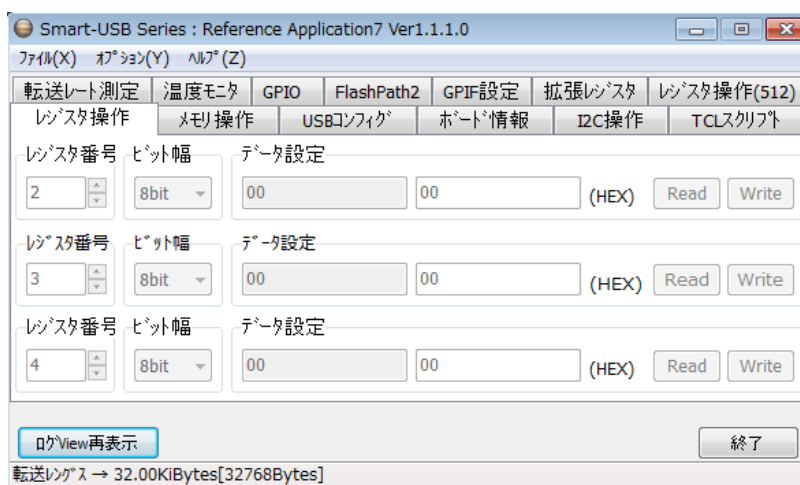 Smart-USB Series : Reference Application7 Ver1.1.1.0
ファイル(X) オプション(Y) ヘルプ(Z)
転送レート測定 温度モニタ GPIO FlashPath2 GPIF設定 拡張レジスタ レジスタ操作(512)
レジスタ操作 メモリ操作 USBコンフィグ ボード情報 I2C操作 TCLスクリプト
レジスタ番号 ビット幅 データ設定
2 8bit 00 00 (HEX) Read Write
レジスタ番号 ビット幅 データ設定
3 8bit 00 00 (HEX) Read Write
レジスタ番号 ビット幅 データ設定
4 8bit 00 00 (HEX) Read Write
ログView再表示 終了
転送レングス → 32.00KiBytes[32768Bytes]